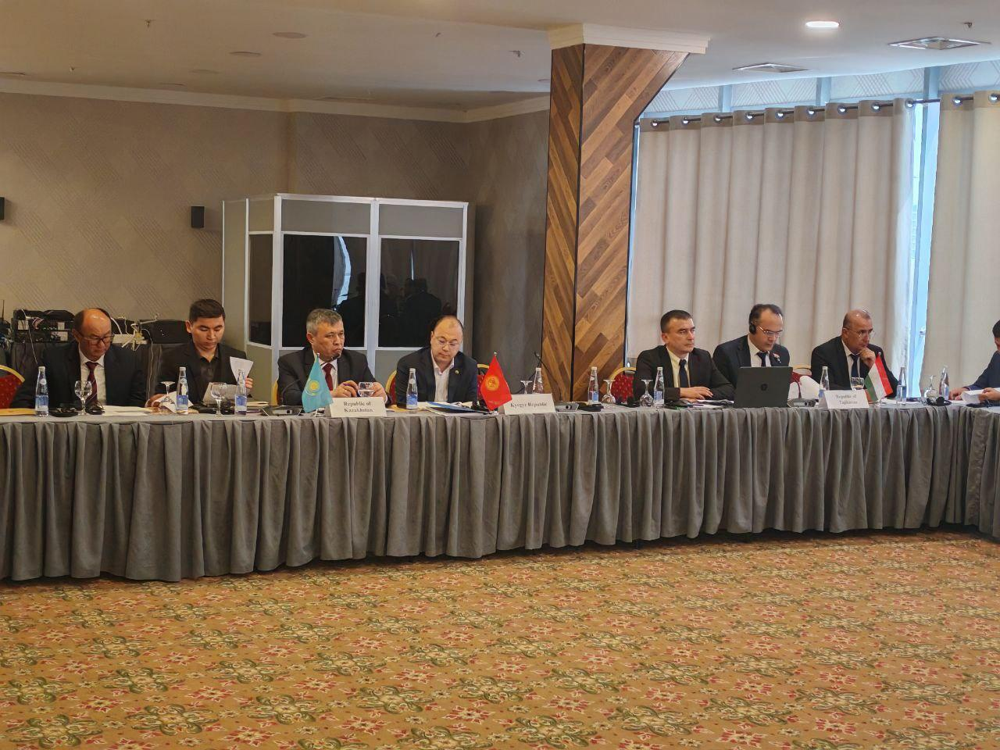 Republic of
Kazakhstan
Kyrgyz Republic
Republic of
Tajikistan